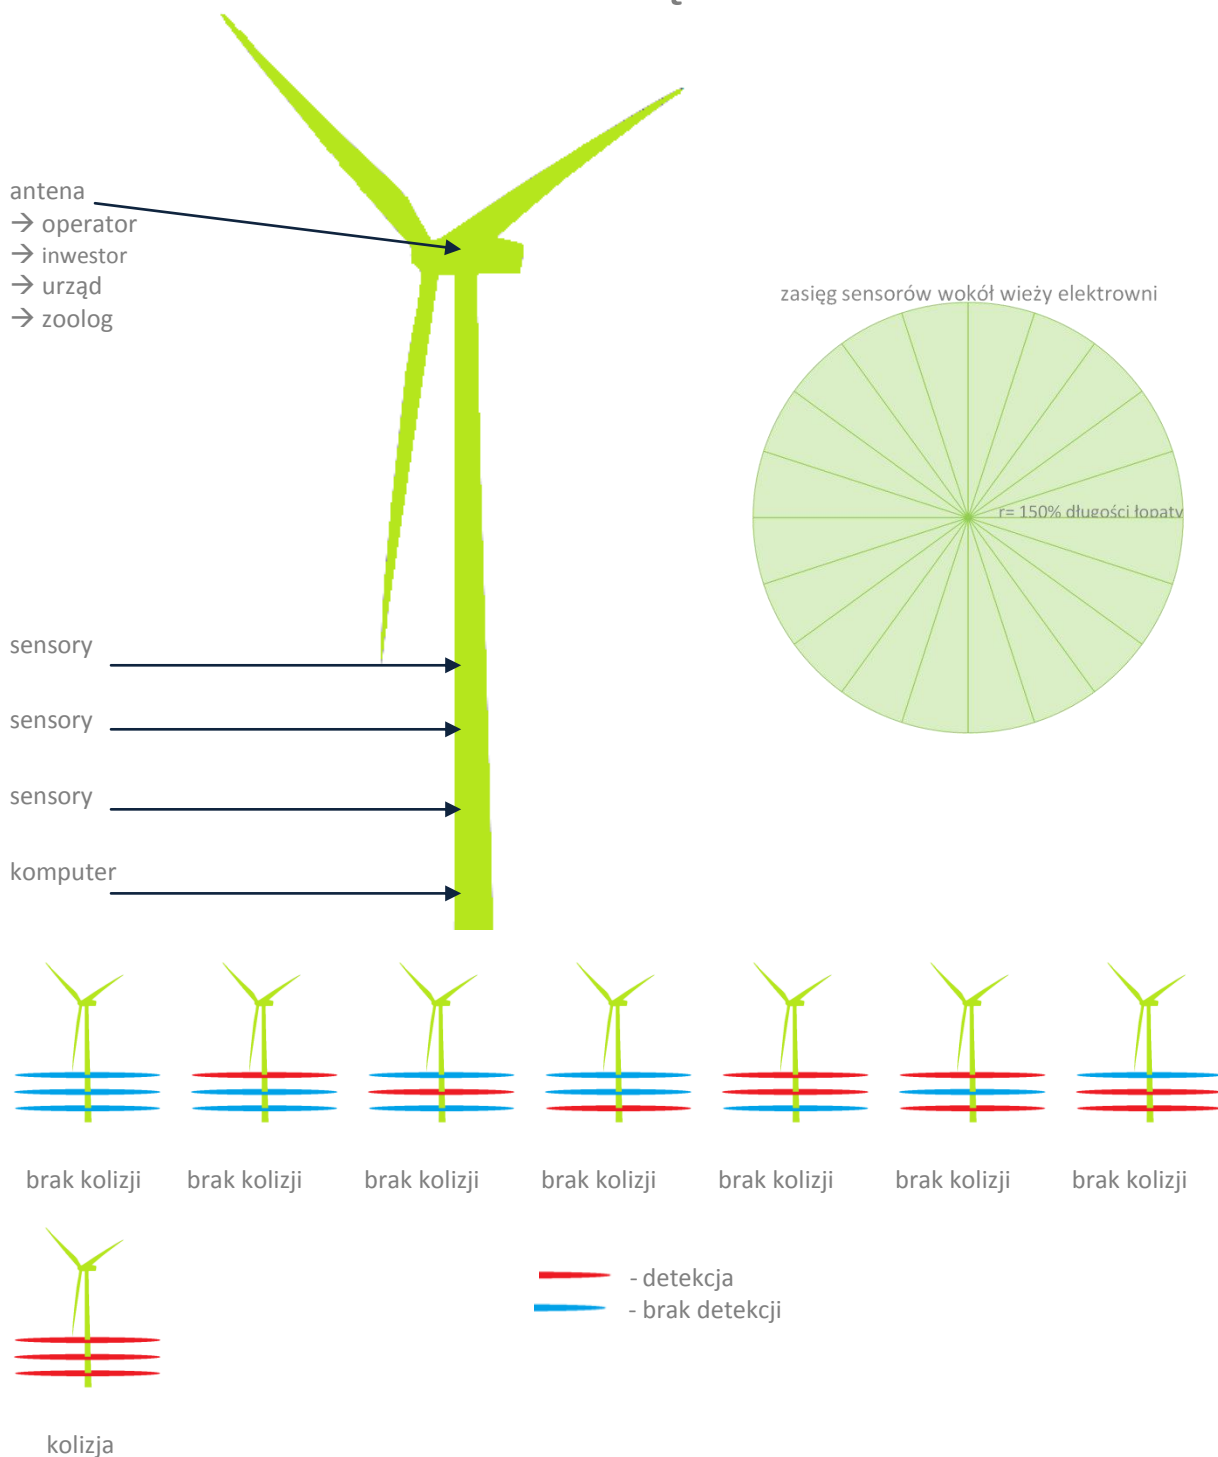 antena
→ operator
→ inwestor
→ urząd
→ zoolog
zasięg sensorów wokół wieży elektrowni
r= 150% długości łopaty
sensory
sensory
sensory
komputer
brak kolizji brak kolizji brak kolizji brak kolizji brak kolizji brak kolizji brak kolizji
- detekcja
- brak detekcji
kolizja